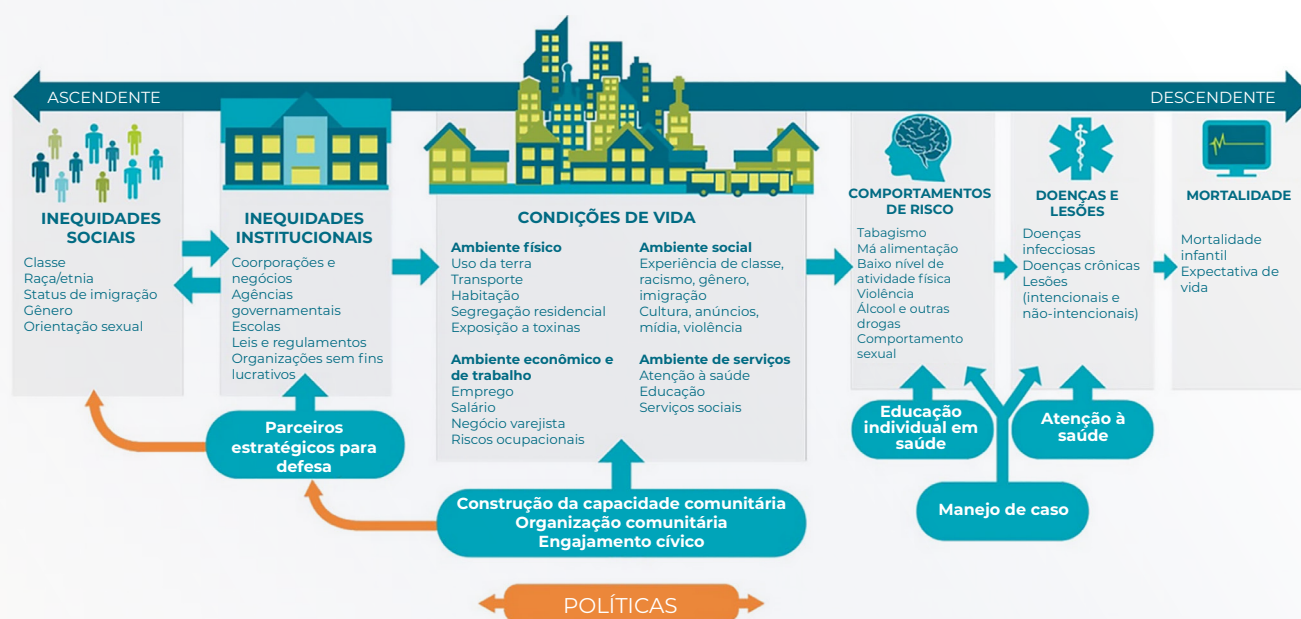 ASCENDENTE
DESCENDENTE
INEQUIDADES
SOCIAIS
Classe
Raça/etnia
Status de imigração
Gênero
Orientação sexual
INEQUIDADES
INSTITUCIONAIS
Coorporações e
negócios
Agências
governamentais
Escolas
Leis e regulamentos
Organizações sem fins
lucrativos
CONDIÇÕES DE VIDA
Ambiente físico
Uso da terra
Transporte
Habitação
Segregação residencial
Exposição a toxinas
Ambiente econômico e
de trabalho
Emprego
Salário
Negócio varejista
Riscos ocupacionais
Ambiente social
Experiência de classe,
racismo, gênero,
imigração
Cultura, anúncios,
mídia, violência
Ambiente de serviços
Atenção à saúde
Educação
Serviços sociais
COMPORTAMENTOS
DE RISCO
Tabagismo
Má alimentação
Baixo nível de
atividade física
Violência
Álcool e outras
drogas
Comportamento
sexual
DOENÇAS E
LESÕES
Doenças
infecciosas
Doenças crônicas
Lesões
(intencionais e
não-intencionais)
MORTALIDADE
Mortalidade
infantil
Expectativa de
vida
Parceiros
estratégicos para
defesa
Construção da capacidade comunitária
Organização comunitária
Engajamento cívico
Educação
individual em
saúde
Atenção à
saúde
Manejo de caso
POLÍTICAS